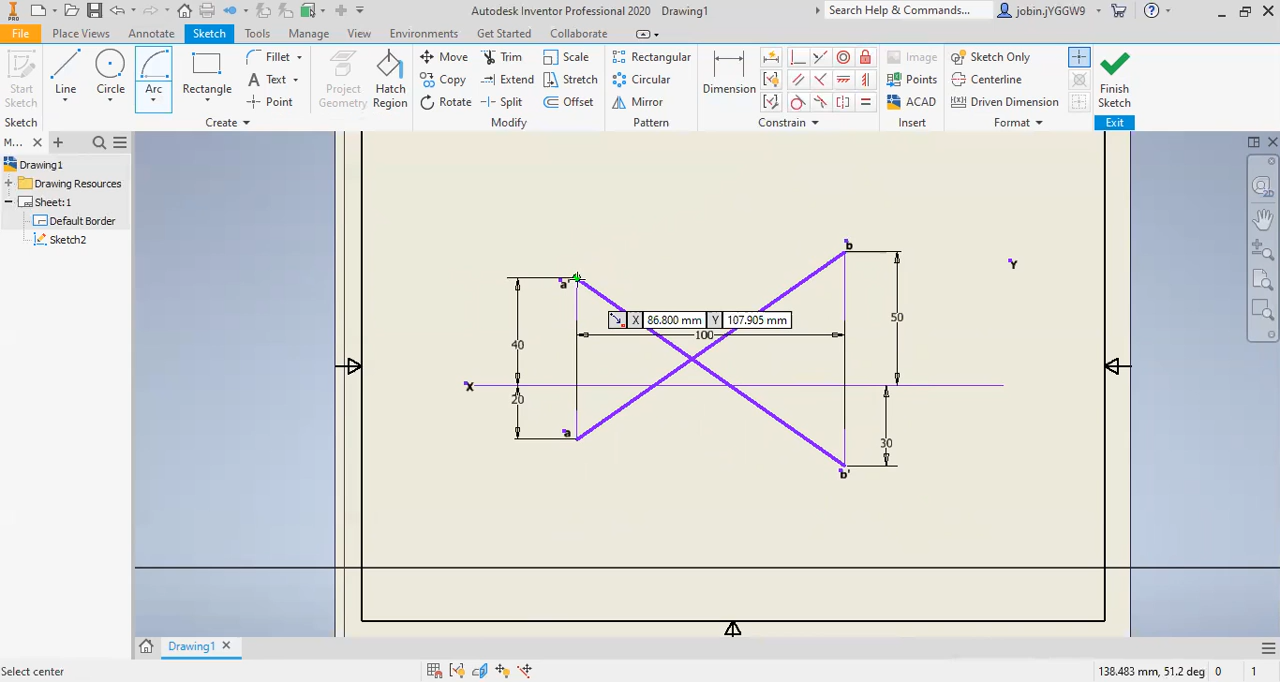 PRO
Autodesk Inventor Professional 2020 Drawing1
Search Help & Commands...
jobin.jYGGW9
File
Place Views
Annotate
Sketch
Tools
Manage
View
Environments
Get Started
Collaborate
Start
Sketch
Line
Circle
Arc
Rectangle
Fillet
Text
Point
Project
Geometry
Hatch
Region
Move
Copy
Rotate
Trim
Extend
Split
Scale
Stretch
Offset
Rectangular
Circular
Mirror
Dimension
Image
Points
ACAD
Sketch Only
Centerline
Driven Dimension
Finish
Sketch
Sketch
Create
Modify
Pattern
Constrain
Insert
Format
Exit
M...
Drawing1
Drawing Resources
Sheet:1
Default Border
Sketch2
b
Y
a'
X 86.800 mm Y 107.905 mm
100
50
40
X
20
a
30
b'
2D
Drawing1
Select center
138.483 mm, 51.2 deg 0 1